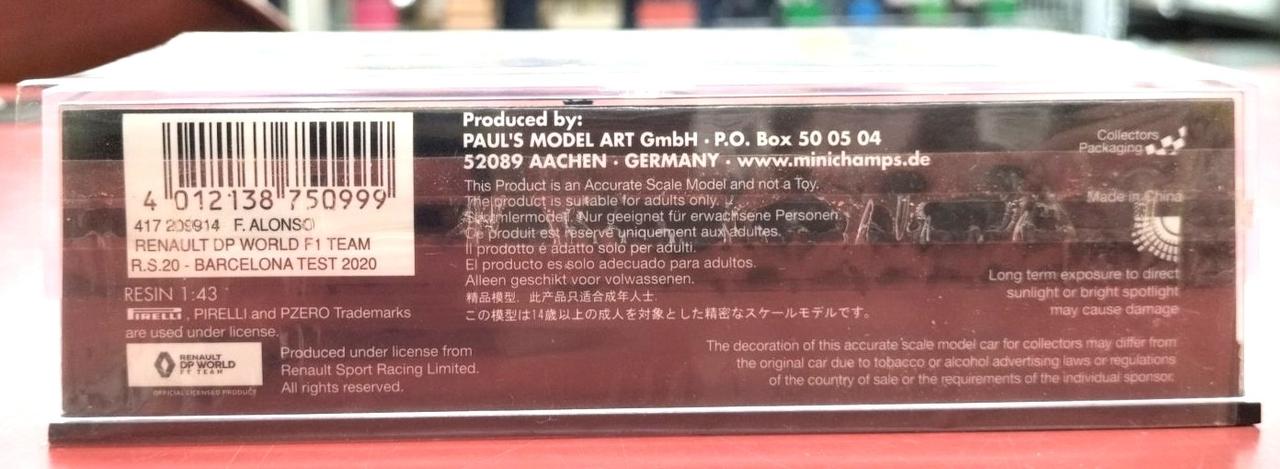 4 012138 750999
417 209914 F. ALONSO
RENAULT DP WORLD F1 TEAM
R.S.20 - BARCELONA TEST 2020
RESIN 1:43
PIRELLI, PIRELLI and PZERO Trademarks
are used under license.
RENAULT
DP WORLD
F1 TEAM
OFFICIAL LICENSED PRODUCT
Produced under license from
Renault Sport Racing Limited.
All rights reserved.
Produced by:
PAUL'S MODEL ART GmbH · P.O. Box 50 05 04
52089 AACHEN · GERMANY · www.minichamps.de
This Product is an Accurate Scale Model and not a Toy.
The product is suitable for adults only.
Sammlermodel. Nur geeignet für erwachsene Personen
Ce produit est réservé uniquement aux adultes.
Il prodotto é adatto solo per adulti.
El producto es solo adecuado para adultos.
Alleen geschikt voor volwassenen.
精品模型，此产品只适合成年人士.
この模型は14歳以上の成人を対象とした精密なスケールモデルです。
Collectors
Packaging
Made in China
Long term exposure to direct
sunlight or bright spotlight
may cause damage
The decoration of this accurate scale model car for collectors may differ from
the original car due to tobacco or alcohol advertising laws or regulations
of the country of sale or the requirements of the individual sponsor.